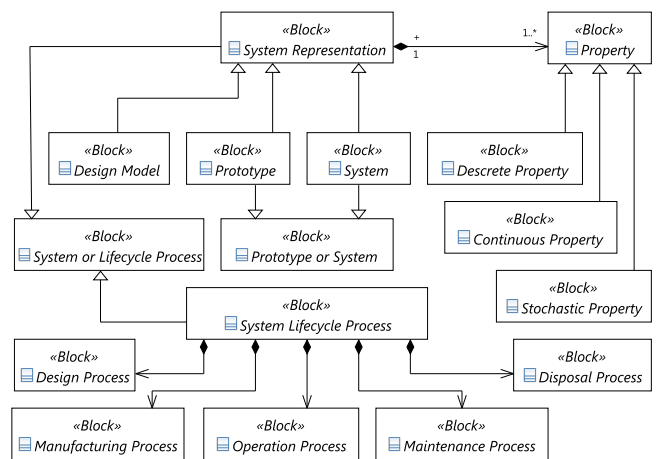 «Block»
System Representation
+
1
1..*
«Block»
Property
«Block»
Design Model
«Block»
Prototype
«Block»
System
«Block»
Descrete Property
«Block»
System or Lifecycle Process
«Block»
Prototype or System
«Block»
Continuous Property
«Block»
Stochastic Property
«Block»
System Lifecycle Process
«Block»
Design Process
«Block»
Disposal Process
«Block»
Manufacturing Process
«Block»
Operation Process
«Block»
Maintenance Process